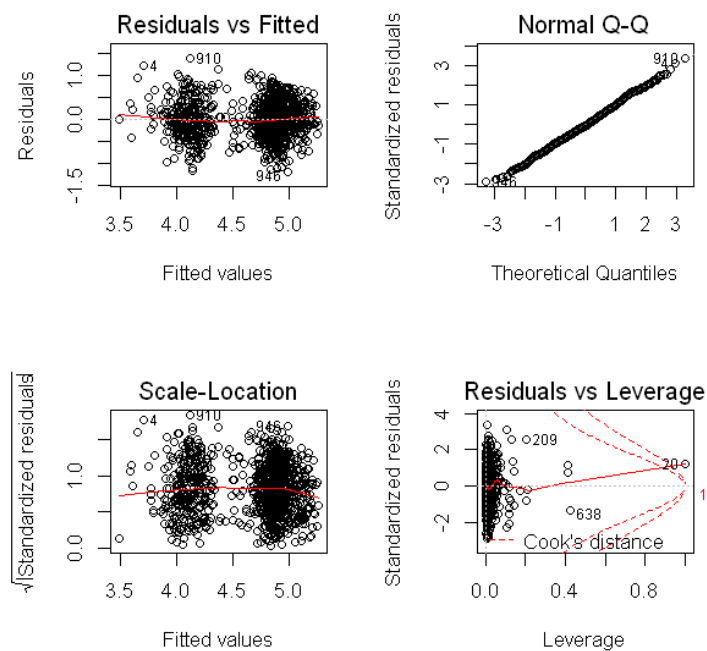 Residuals vs Fitted
Residuals
1.0
0.0
-1.5
4
910
946
3.5 4.0 4.5 5.0
Fitted values
Normal Q-Q
Standardized residuals
3
1
-1
-3
910
946
-3 -1 1 2 3
Theoretical Quantiles
Scale-Location
√|Standardized residuals|
1.0
0.0
4
910
946
3.5 4.0 4.5 5.0
Fitted values
Residuals vs Leverage
Standardized residuals
4
2
0
-2
209
20
638
1
Cook's distance
0.0 0.4 0.8
Leverage